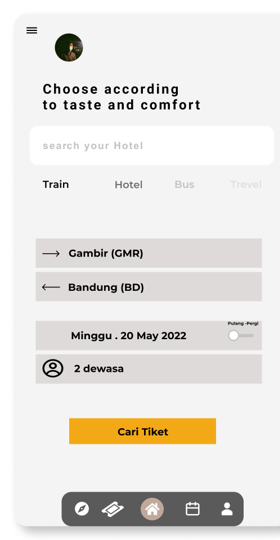 Choose according
to taste and comfort
search your Hotel
Train Hotel Bus Trevel
Gambir (GMR)
Bandung (BD)
Pulang -Pergi
Minggu . 20 May 2022
2 dewasa
Cari Tiket